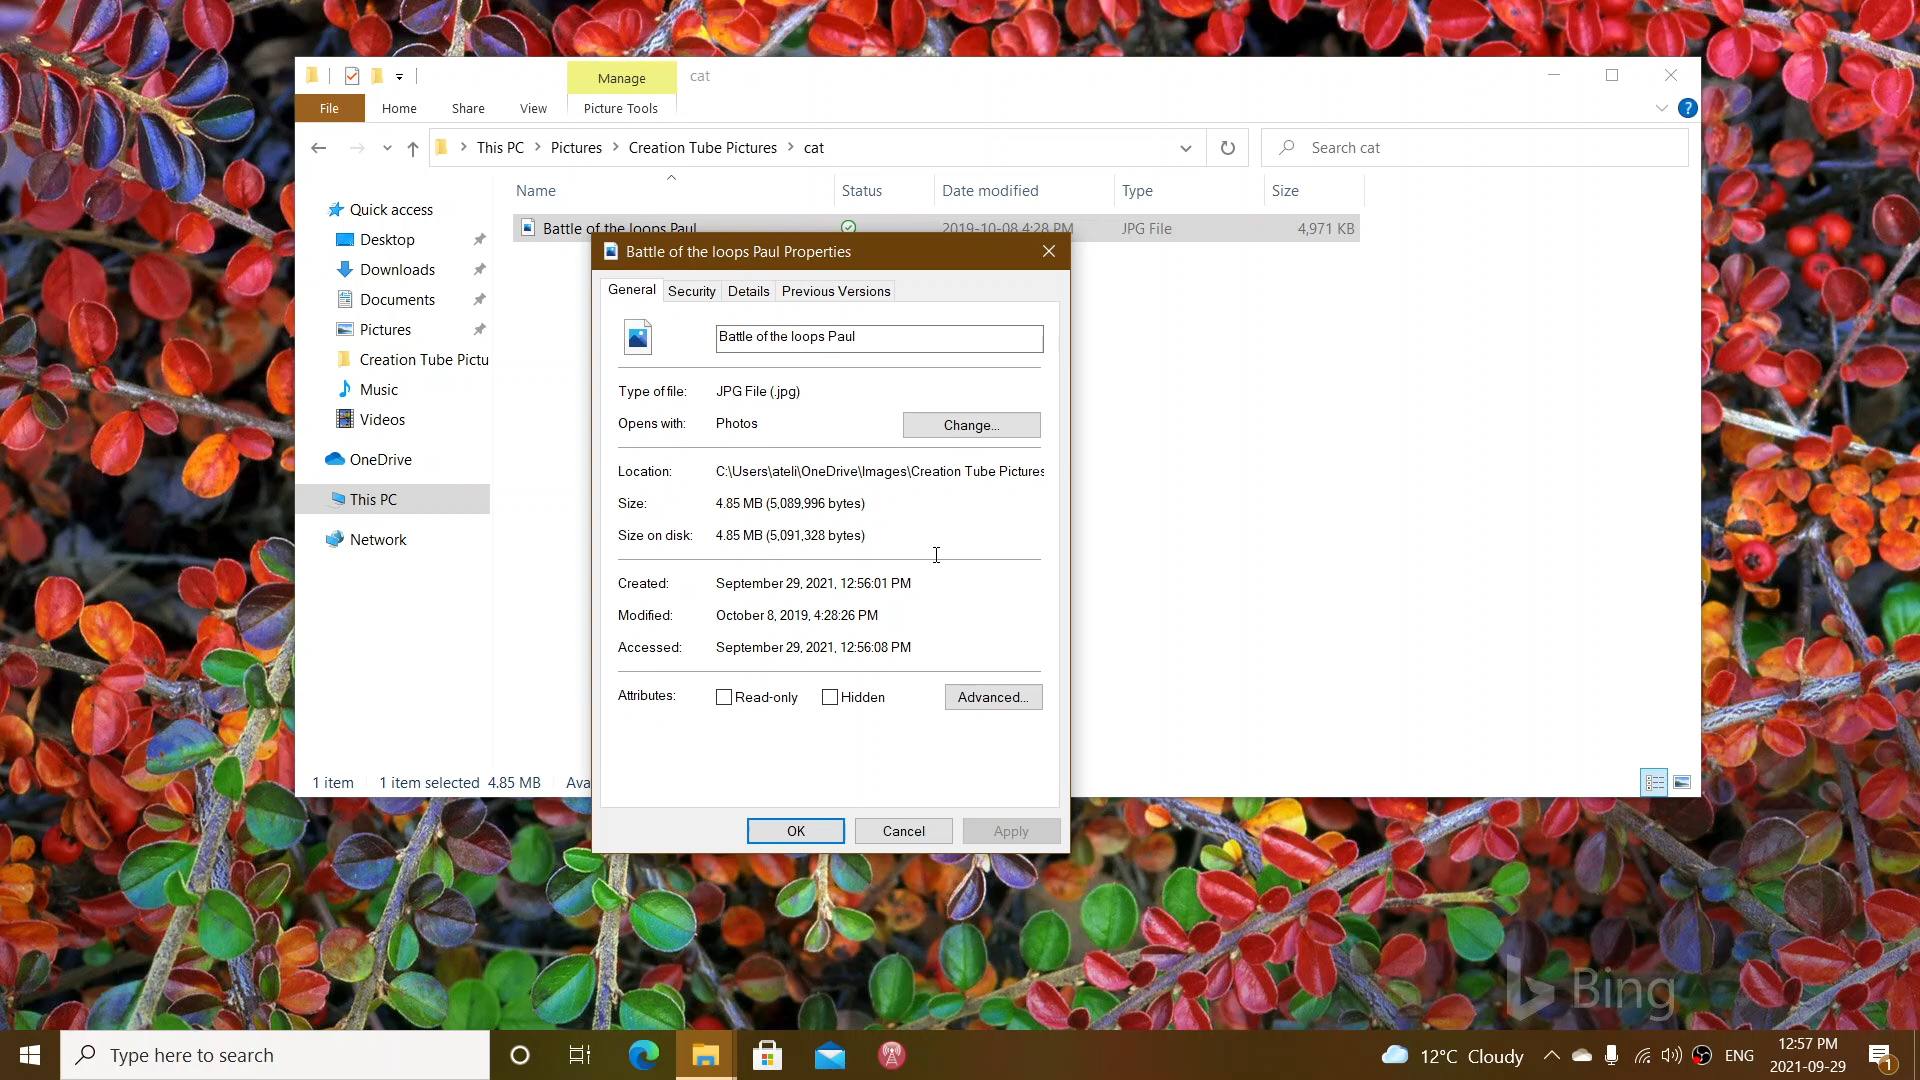 Manage
cat
File
Home
Share
View
Picture Tools
This PC > Pictures > Creation Tube Pictures > cat
Search cat
Name
Status
Date modified
Type
Size
Quick access
Desktop
Downloads
Documents
Pictures
Creation Tube Pictu
Music
Videos
OneDrive
This PC
Network
Battle of the loops Paul
2019-10-08 4:28 PM
JPG File
4,971 KB
Battle of the loops Paul Properties
General
Security
Details
Previous Versions
Battle of the loops Paul
Type of file: JPG File (.jpg)
Opens with: Photos
Change...
Location: C:\Users\ateli\OneDrive\Images\Creation Tube Pictures
Size: 4.85 MB (5,089,996 bytes)
Size on disk: 4.85 MB (5,091,328 bytes)
Created: September 29, 2021, 12:56:01 PM
Modified: October 8, 2019, 4:28:26 PM
Accessed: September 29, 2021, 12:56:08 PM
Attributes: Read-only Hidden
Advanced...
OK
Cancel
Apply
1 item
1 item selected 4.85 MB
Ava
Bing
Type here to search
12°C Cloudy
ENG
12:57 PM
2021-09-29
1